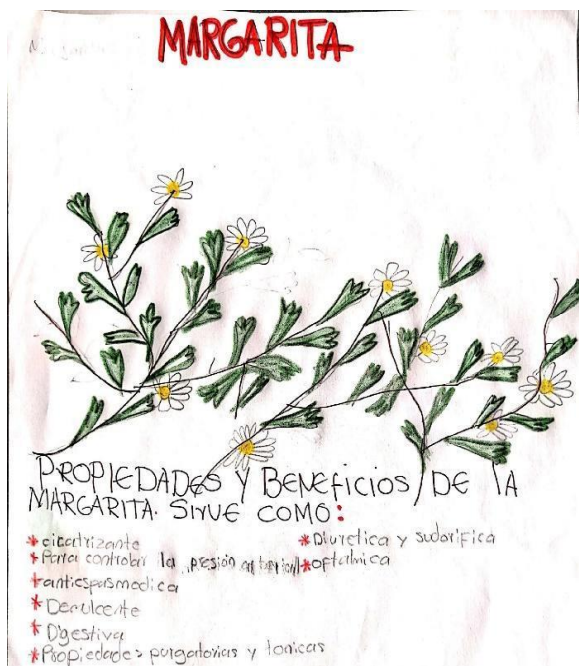 MARGARITA
PROPIEDADES Y BENEFICIOS DE LA
MARGARITA. SIRVE COMO:
*cicatrizante
*Para controlar la presión arterial
*antiespasmodica
*Demulcente
*Digestiva
*Propiedades purgatorias y tonicas
*Diuretica y sudorifica
*oftalmica